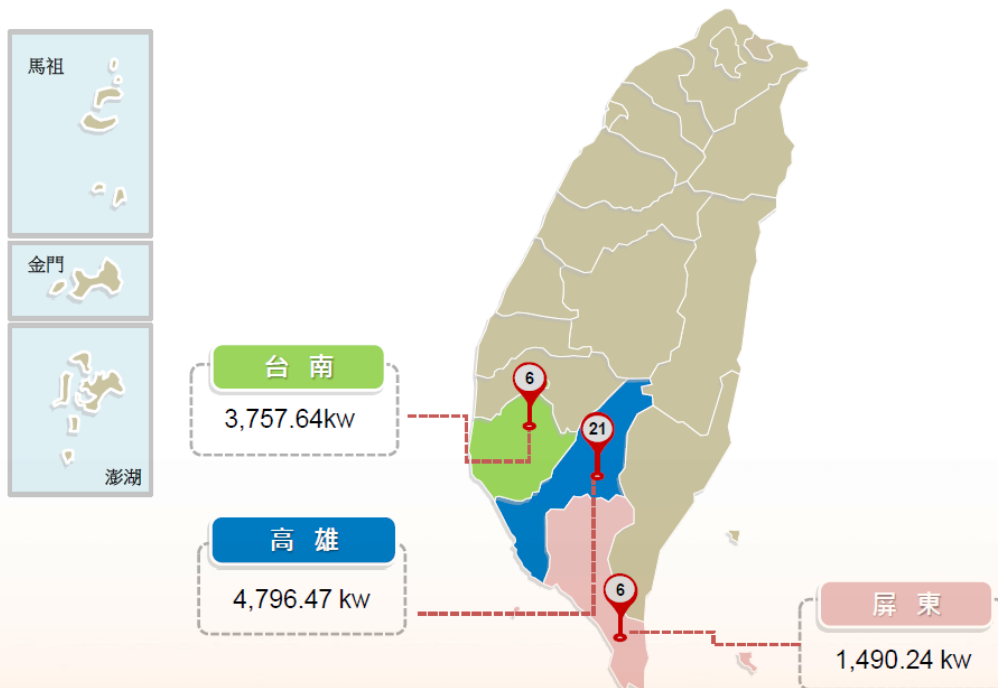 馬祖
金門
澎湖
台 南
3,757.64kw
6
21
高 雄
4,796.47 kw
6
屏 東
1,490.24 kw